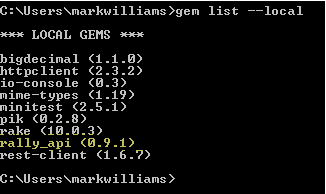 C:\Users\markwilliams>gem list --local
*** LOCAL GEMS ***
bigdecimal (1.1.0)
httpclient (2.3.2)
io-console (0.3)
mime-types (1.19)
minitest (2.5.1)
pik (0.2.8)
rake (10.0.3)
rally_api (0.9.1)
rest-client (1.6.7)
C:\Users\markwilliams>